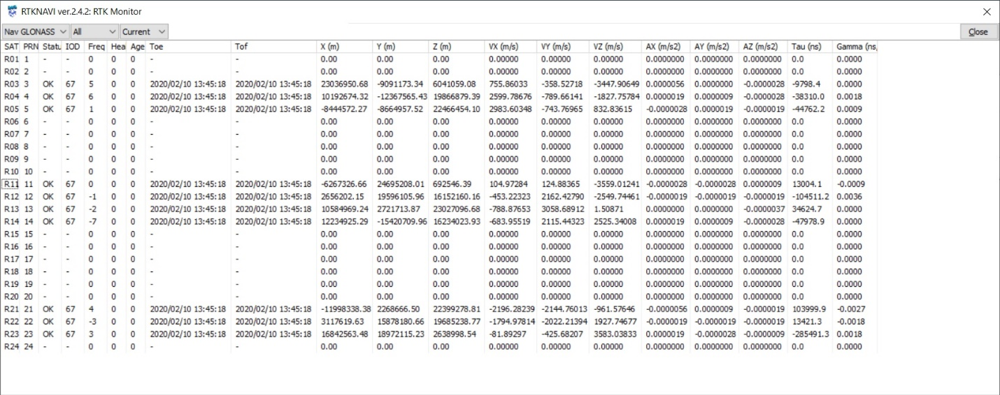 RTKNAVI ver.2.4.2: RTK Monitor
Nav GLONASS All Current Close
SAT PRN Statu IOD Freq Hea Age Toe Tof X (m) Y (m) Z (m) VX (m/s) VY (m/s) VZ (m/s) AX (m/s2) AY (m/s2) AZ (m/s2) Tau (ns) Gamma (ns,
R01 1 - - 0 0 0 - - 0.00 0.00 0.00 0.00000 0.00000 0.00000 0.0000000 0.0000000 0.0000000 0.0 0.0000
R02 2 - - 0 0 0 - - 0.00 0.00 0.00 0.00000 0.00000 0.00000 0.0000000 0.0000000 0.0000000 0.0 0.0000
R03 3 OK 67 5 0 0 2020/02/10 13:45:18 2020/02/10 13:45:18 23036950.68 -9091173.34 6041059.08 755.86033 -358.52718 -3447.90649 0.0000056 0.0000000 -0.0000028 -9798.4 0.0000
R04 4 OK 67 6 0 0 2020/02/10 13:45:18 2020/02/10 13:45:18 10192674.32 -12367565.43 19866879.39 2599.78676 -789.66141 -1827.75784 0.0000019 0.0000000 -0.0000028 -38310.0 0.0018
R05 5 OK 67 1 0 0 2020/02/10 13:45:18 2020/02/10 13:45:18 -8444572.27 -8664957.52 22466454.10 2983.60348 -743.76965 832.83615 -0.0000028 0.0000019 -0.0000019 -44762.2 0.0009
R06 6 - - 0 0 0 - - 0.00 0.00 0.00 0.00000 0.00000 0.00000 0.0000000 0.0000000 0.0000000 0.0 0.0000
R07 7 - - 0 0 0 - - 0.00 0.00 0.00 0.00000 0.00000 0.00000 0.0000000 0.0000000 0.0000000 0.0 0.0000
R08 8 - - 0 0 0 - - 0.00 0.00 0.00 0.00000 0.00000 0.00000 0.0000000 0.0000000 0.0000000 0.0 0.0000
R09 9 - - 0 0 0 - - 0.00 0.00 0.00 0.00000 0.00000 0.00000 0.0000000 0.0000000 0.0000000 0.0 0.0000
R10 10 - - 0 0 0 - - 0.00 0.00 0.00 0.00000 0.00000 0.00000 0.0000000 0.0000000 0.0000000 0.0 0.0000
R11 11 OK 67 0 0 0 2020/02/10 13:45:18 2020/02/10 13:45:18 -6267326.66 24695208.01 692546.39 104.97284 124.88365 -3559.01241 -0.0000028 -0.0000028 0.0000009 13004.1 -0.0009
R12 12 OK 67 -1 0 0 2020/02/10 13:45:18 2020/02/10 13:45:18 2656202.15 19596105.96 16152160.16 -453.22323 2162.42790 -2549.74461 -0.0000019 -0.0000019 -0.0000019 -104511.2 0.0036
R13 13 OK 67 -2 0 0 2020/02/10 13:45:18 2020/02/10 13:45:18 10584969.24 2721713.87 23027096.68 -788.87653 3058.68912 1.50871 0.0000000 -0.0000000 -0.0000037 34624.7 0.0000
R14 14 OK 67 -7 0 0 2020/02/10 13:45:18 2020/02/10 13:45:18 12234925.29 -15420709.96 16234023.93 -683.95519 2115.44323 2525.34008 0.0000019 0.0000009 -0.0000028 -47978.9 0.0000
R15 15 - - 0 0 0 - - 0.00 0.00 0.00 0.00000 0.00000 0.00000 0.0000000 0.0000000 0.0000000 0.0 0.0000
R16 16 - - 0 0 0 - - 0.00 0.00 0.00 0.00000 0.00000 0.00000 0.0000000 0.0000000 0.0000000 0.0 0.0000
R17 17 - - 0 0 0 - - 0.00 0.00 0.00 0.00000 0.00000 0.00000 0.0000000 0.0000000 0.0000000 0.0 0.0000
R18 18 - - 0 0 0 - - 0.00 0.00 0.00 0.00000 0.00000 0.00000 0.0000000 0.0000000 0.0000000 0.0 0.0000
R19 19 - - 0 0 0 - - 0.00 0.00 0.00 0.00000 0.00000 0.00000 0.0000000 0.0000000 0.0000000 0.0 0.0000
R20 20 - - 0 0 0 - - 0.00 0.00 0.00 0.00000 0.00000 0.00000 0.0000000 0.0000000 0.0000000 0.0 0.0000
R21 21 OK 67 4 0 0 2020/02/10 13:45:18 2020/02/10 13:45:18 -11998338.38 2268666.50 22399278.81 -2196.28239 -2144.76013 -961.57646 -0.0000056 0.0000009 -0.0000019 103999.9 -0.0027
R22 22 OK 67 -3 0 0 2020/02/10 13:45:18 2020/02/10 13:45:18 3117619.63 15878180.66 19685238.77 -1794.97814 -2022.21394 1927.74677 -0.0000019 0.0000000 -0.0000019 13421.3 -0.0018
R23 23 OK 67 3 0 0 2020/02/10 13:45:18 2020/02/10 13:45:18 16842563.48 18972115.23 2638998.54 -81.89297 -425.68207 3583.03833 0.0000019 -0.0000028 -0.0000009 -285491.3 0.0018
R24 24 - - 0 0 0 - - 0.00 0.00 0.00 0.00000 0.00000 0.00000 0.0000000 0.0000000 0.0000000 0.0 0.0000